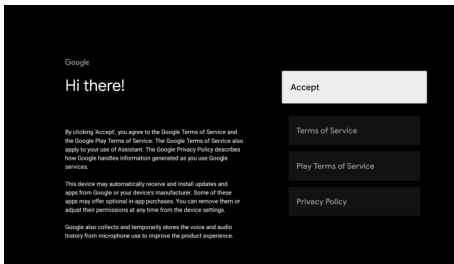 Google
Hi there!
Accept
By clicking 'Accept', you agree to the Google Terms of Service and
the Google Play Terms of Service. The Google Terms of Service also
apply to your use of Assistant. The Google Privacy Policy describes
how Google handles information generated as you use Google
services.
This device may automatically receive and install updates and
apps from Google or your device's manufacturer. Some of these
apps may offer optional in-app purchases. You can remove them or
adjust their permissions at any time from the device settings.
Google also collects and temporarily stores the voice and audio
history from microphone use to improve the product experience.
Terms of Service
Play Terms of Service
Privacy Policy